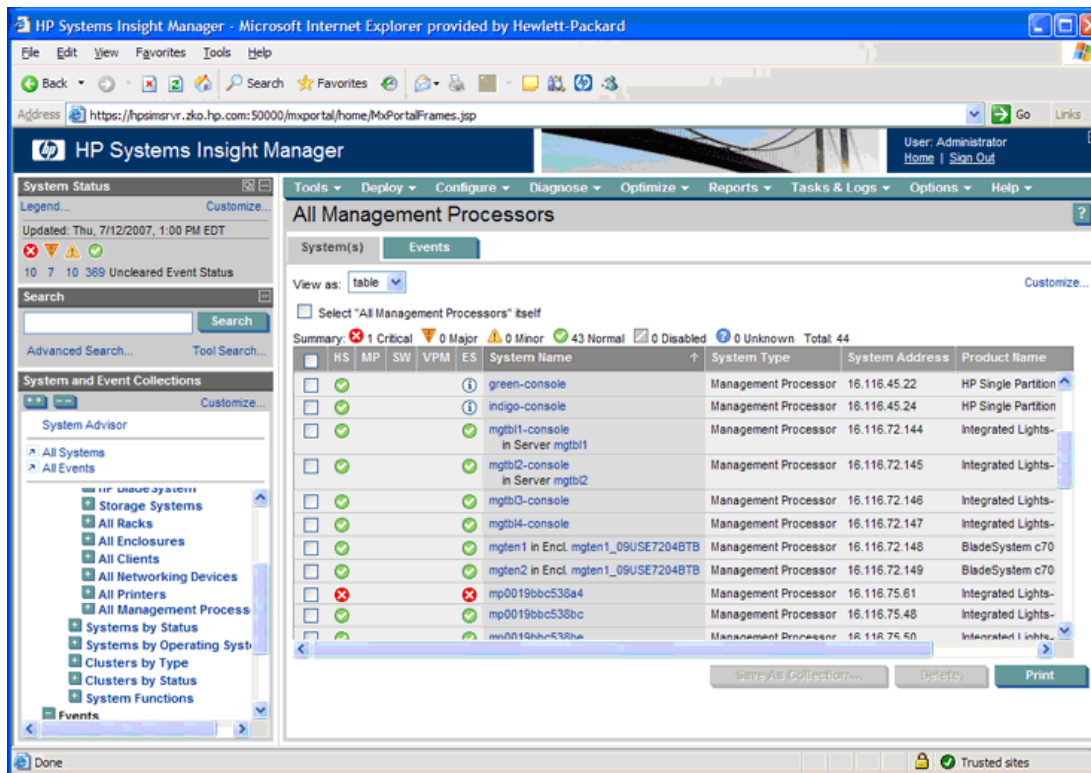 HP Systems Insight Manager - Microsoft Internet Explorer provided by Hewlett-Packard
File Edit View Favorites Tools Help
Back Search Favorites
Address https://hpsimsrvr.zko.hp.com:50000/mxportal/home/MxPortalFrames.jsp Go Links
hp HP Systems Insight Manager
User: Administrator
Home | Sign Out
System Status
Legend... Customize...
Updated: Thu, 7/12/2007, 1:00 PM EDT
10 7 10 369 Uncleared Event Status
Search
Search
Advanced Search... Tool Search...
System and Event Collections
Customize...
System Advisor
All Systems
All Events
HP BladeSystem
Storage Systems
All Racks
All Enclosures
All Clients
All Networking Devices
All Printers
All Management Process
Systems by Status
Systems by Operating Syst
Clusters by Type
Clusters by Status
System Functions
Events
Tools Deploy Configure Diagnose Optimize Reports Tasks & Logs Options Help
All Management Processors ?
System(s) Events
View as: table Customize...
Select "All Management Processors" itself
Summary: 1 Critical 0 Major 0 Minor 43 Normal 0 Disabled 0 Unknown Total: 44
HS MP SW VPM ES System Name System Type System Address Product Name
green-console Management Processor 16.116.45.22 HP Single Partition
indigo-console Management Processor 16.116.45.24 HP Single Partition
mgtbl1-console Management Processor 16.116.72.144 Integrated Lights-
in Server mgtbl1
mgtbl2-console Management Processor 16.116.72.145 Integrated Lights-
in Server mgtbl2
mgtbl3-console Management Processor 16.116.72.146 Integrated Lights-
mgtbl4-console Management Processor 16.116.72.147 Integrated Lights-
mgten1 in Encl. mgten1_09USE7204BTB Management Processor 16.116.72.148 BladeSystem c70
mgten2 in Encl. mgten1_09USE7204BTB Management Processor 16.116.72.149 BladeSystem c70
mp0019bbc538a4 Management Processor 16.116.75.61 Integrated Lights-
mp0019bbc538bc Management Processor 16.116.75.48 Integrated Lights-
mp0019bbc538be Management Processor 16.116.75.50 Integrated Lights-
Save As Collection... Delete Print
Done Trusted sites